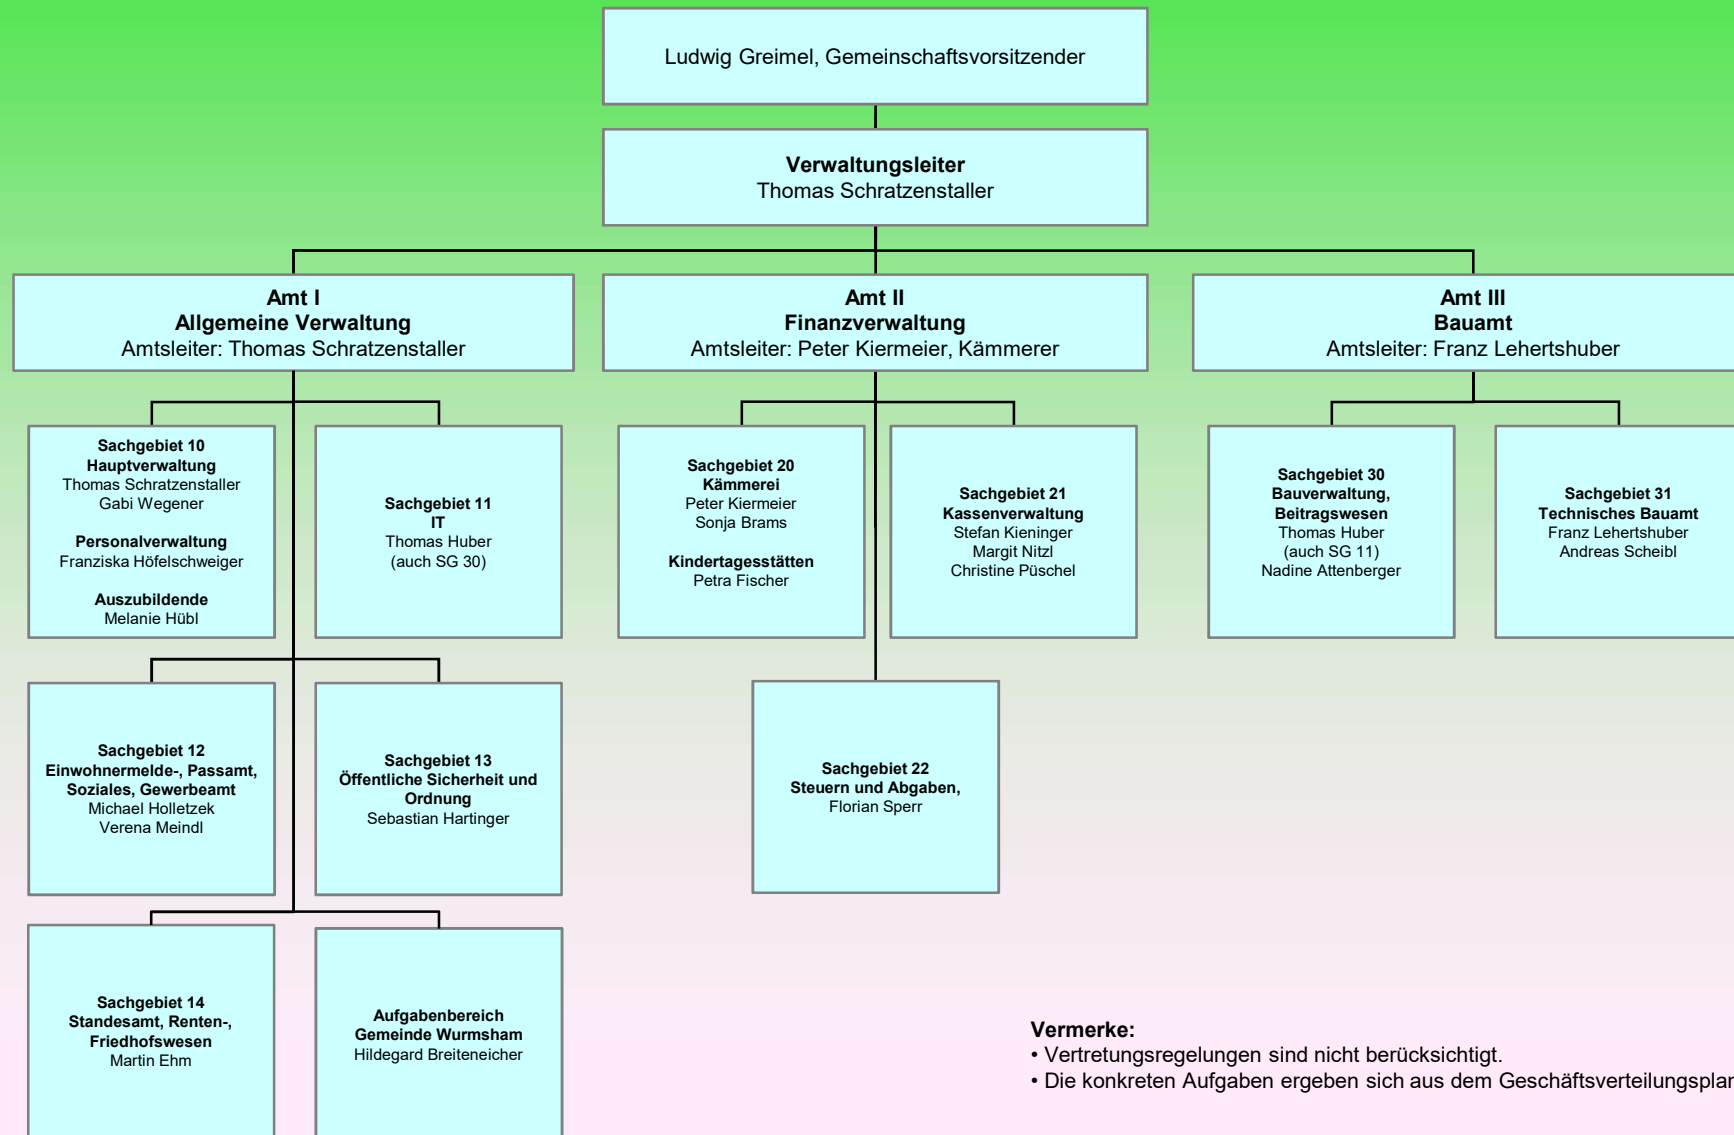 Ludwig Greimel, Gemeinschaftsvorsitzender
Verwaltungsleiter
Thomas Schratzenstaller
Amt I
Allgemeine Verwaltung
Amtsleiter: Thomas Schratzenstaller
Amt II
Finanzverwaltung
Amtsleiter: Peter Kiermeier, Kämmerer
Amt III
Bauamt
Amtsleiter: Franz Lehertshuber
Sachgebiet 10
Hauptverwaltung
Thomas Schratzenstaller
Gabi Wegener
Personalverwaltung
Franziska Höfelschweiger
Auszubildende
Melanie Hübl
Sachgebiet 11
IT
Thomas Huber
(auch SG 30)
Sachgebiet 20
Kämmerei
Peter Kiermeier
Sonja Brams
Kindertagesstätten
Petra Fischer
Sachgebiet 21
Kassenverwaltung
Stefan Kieninger
Margit Nitzl
Christine Püschel
Sachgebiet 30
Bauverwaltung,
Beitragswesen
Thomas Huber
(auch SG 11)
Nadine Attenberger
Sachgebiet 31
Technisches Bauamt
Franz Lehertshuber
Andreas Scheibl
Sachgebiet 12
Einwohnermelde-, Passamt,
Soziales, Gewerbeamt
Michael Holletzek
Verena Meindl
Sachgebiet 13
Öffentliche Sicherheit und
Ordnung
Sebastian Hartinger
Sachgebiet 22
Steuern und Abgaben,
Florian Sperr
Sachgebiet 14
Standesamt, Renten-,
Friedhofswesen
Martin Ehm
Aufgabenbereich
Gemeinde Wurmsham
Hildegard Breiteneicher
Vermerke:
• Vertretungsregelungen sind nicht berücksichtigt.
• Die konkreten Aufgaben ergeben sich aus dem Geschäftsverteilungsplan